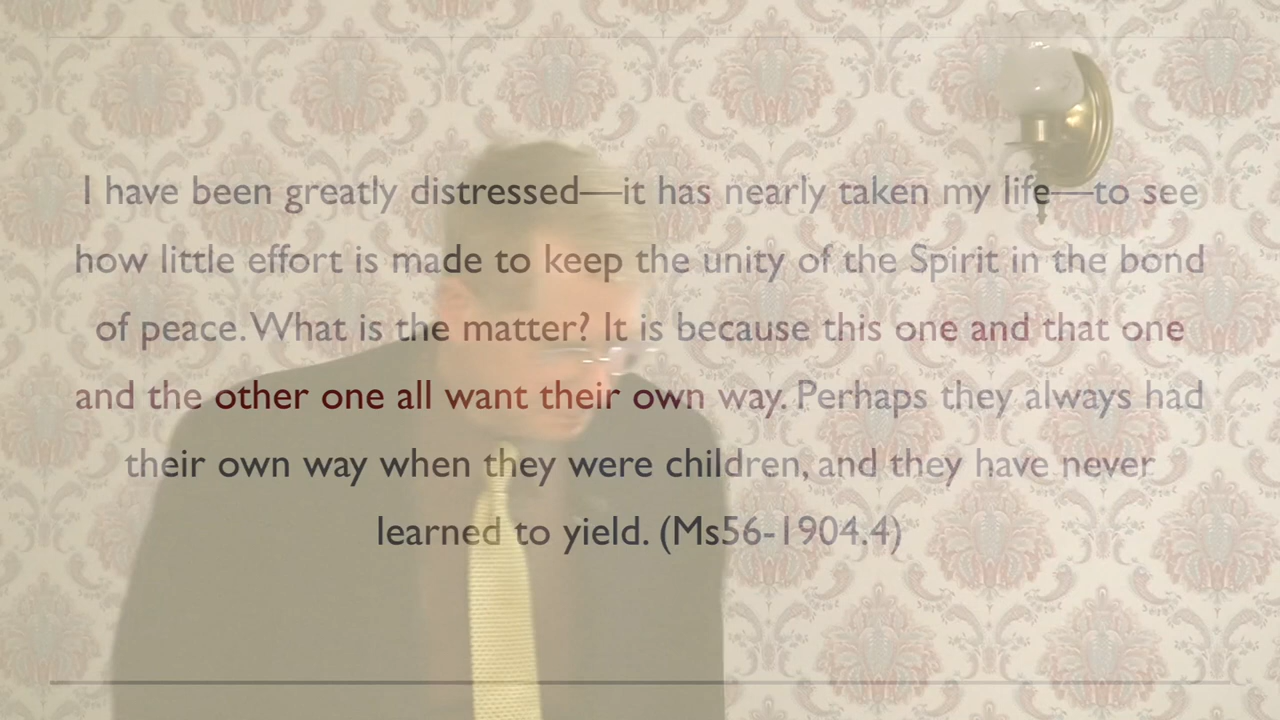 I have been greatly distressed—it has nearly taken my life—to see
how little effort is made to keep the unity of the Spirit in the bond
of peace. What is the matter? It is because this one and that one
and the other one all want their own way. Perhaps they always had
their own way when they were children, and they have never
learned to yield. (Ms56-1904.4)